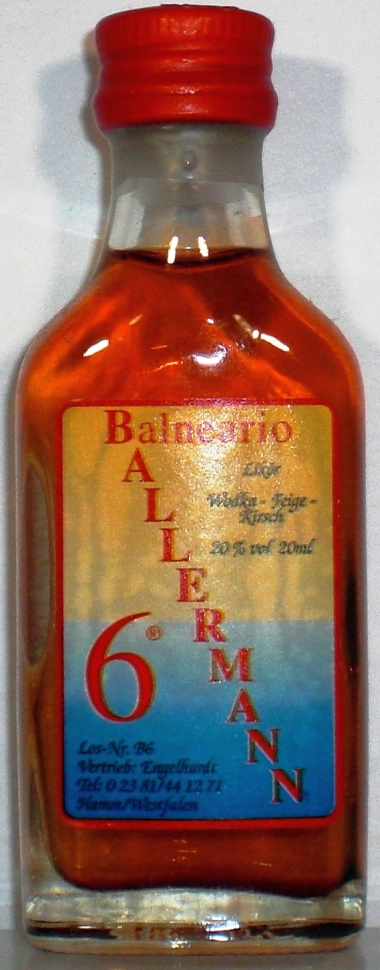 Balneario
BALLERMANN
6®
Likör
Wodka - Feige -
Kirsch
20 % vol 20ml
Los-Nr. B6
Vertrieb: Engelhardt
Tel: 0 23 81/44 12 71
Hamm/Westfalen